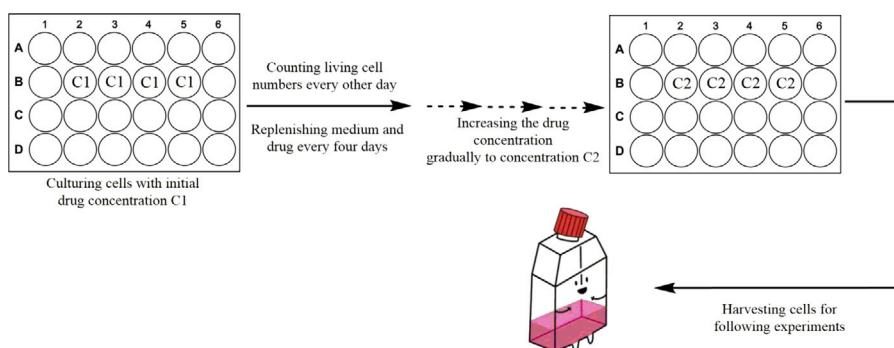 1 2 3 4 5 6
A
B C1 C1 C1 C1
C
D
Culturing cells with initial
drug concentration C1
Counting living cell
numbers every other day
Replenishing medium and
drug every four days
Increasing the drug
concentration
gradually to concentration C2
1 2 3 4 5 6
A
B C2 C2 C2 C2
C
D
Harvesting cells for
following experiments